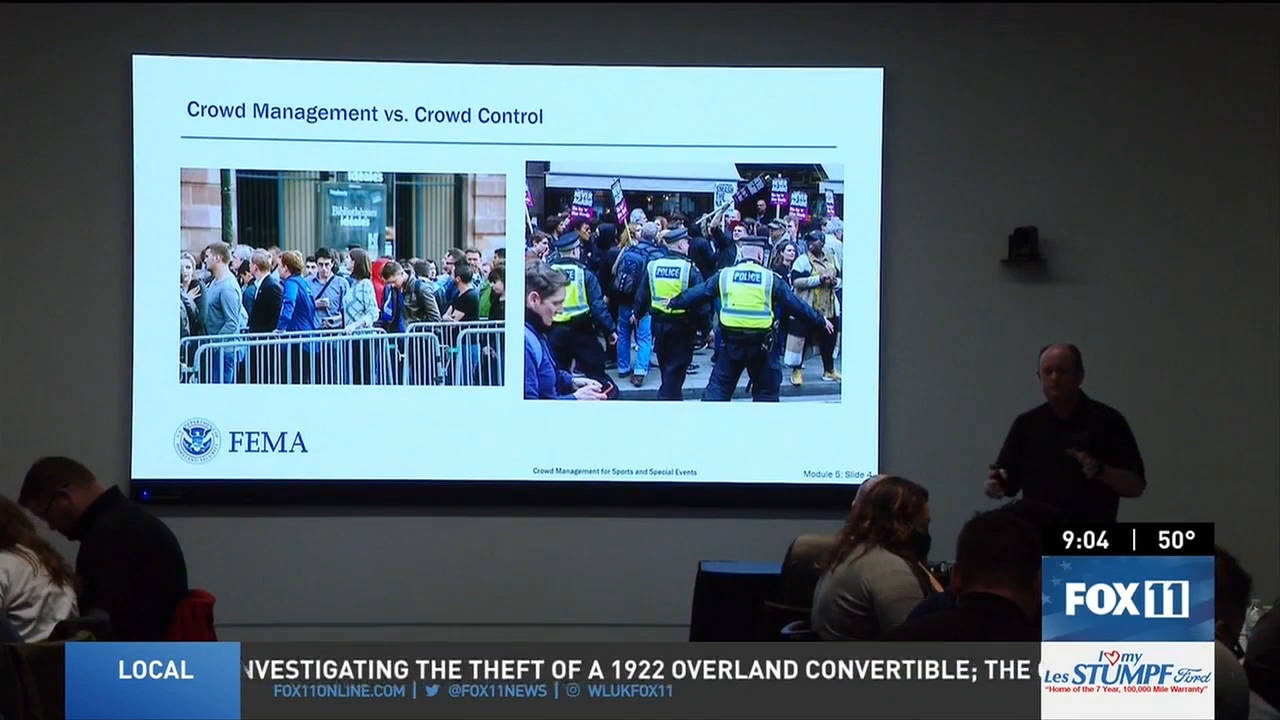 Crowd Management vs. Crowd Control
POLICE
POLICE
FEMA
Crowd Management for Sports and Special Events
Module 5: Slide 4
9:04 | 50°
FOX 11
I my
Les STUMPF Ford
"Home of the 7 Year, 100,000 Mile Warranty"
LOCAL
NVESTIGATING THE THEFT OF A 1922 OVERLAND CONVERTIBLE; THE
FOX11ONLINE.COM | @FOX11NEWS | WLUKFOX11